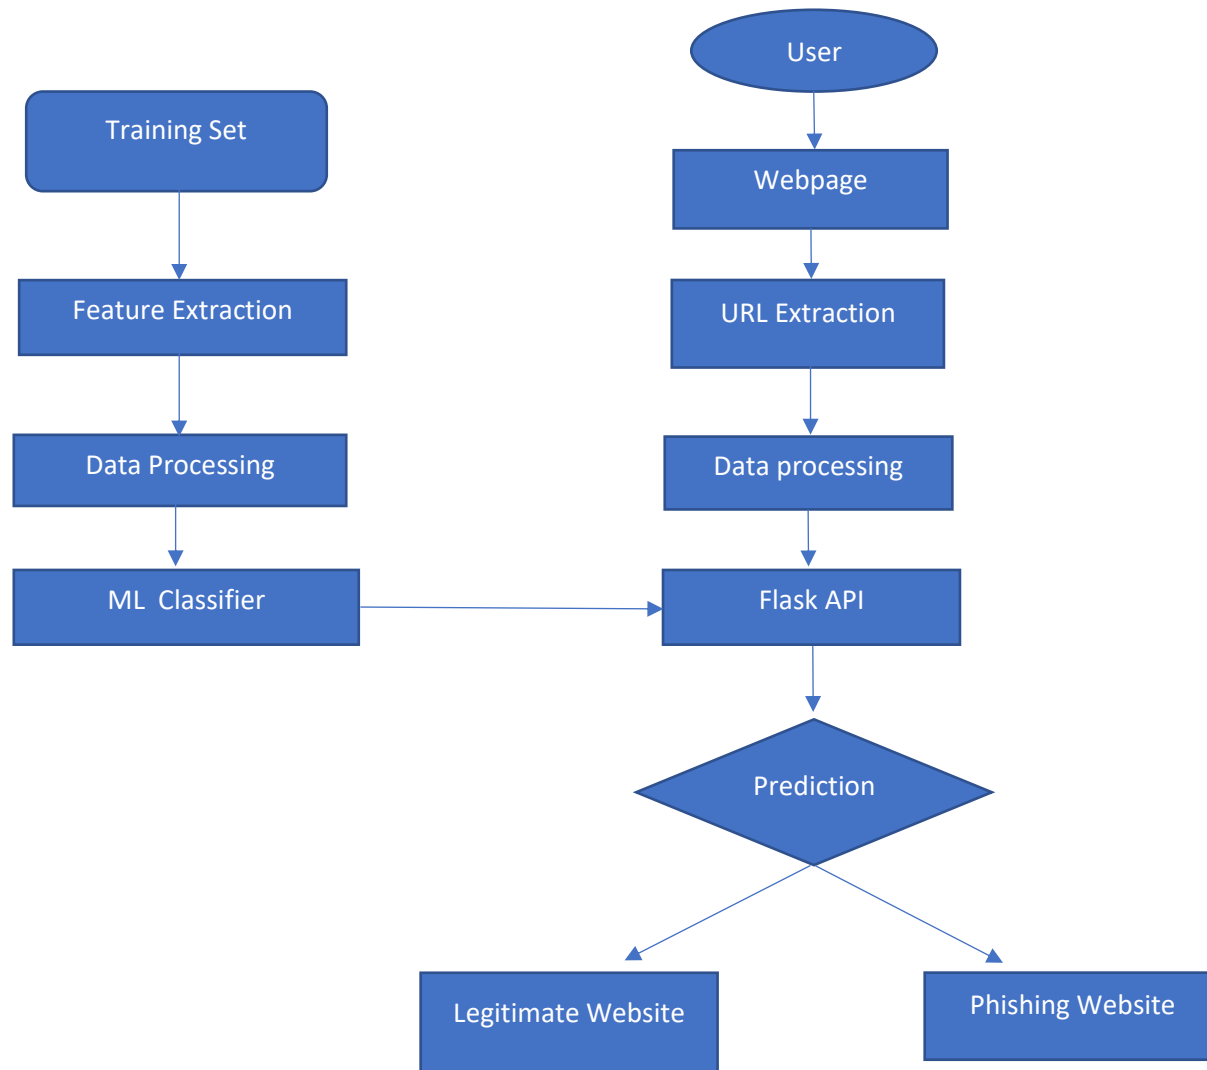 User
Training Set
Webpage
Feature Extraction
URL Extraction
Data Processing
Data processing
ML  Classifier
Flask API
Prediction
Legitimate Website
Phishing Website